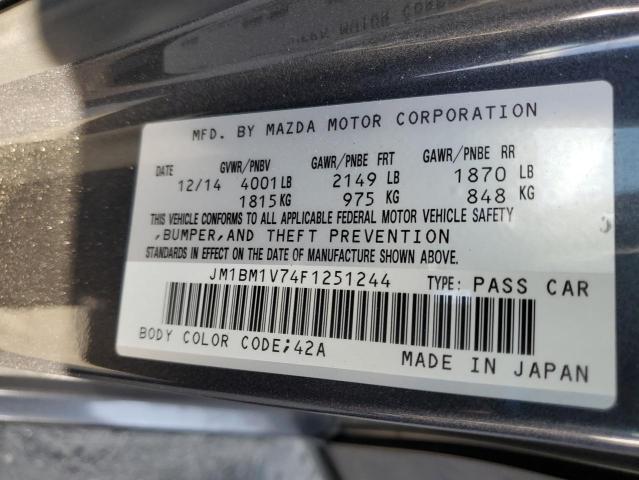 MFD. BY MAZDA MOTOR CORPORATION
DATE GVWR/PNBV GAWR/PNBE FRT GAWR/PNBE RR
12/14 4001 LB 2149 LB 1870 LB
1815 KG 975 KG 848 KG
THIS VEHICLE CONFORMS TO ALL APPLICABLE FEDERAL MOTOR VEHICLE SAFETY
,BUMPER,AND THEFT PREVENTION
STANDARDS IN EFFECT ON THE DATE OF MANUFACTURE SHOWN ABOVE.
JM1BM1V74F1251244 TYPE: PASS CAR
BODY COLOR CODE;42A MADE IN JAPAN